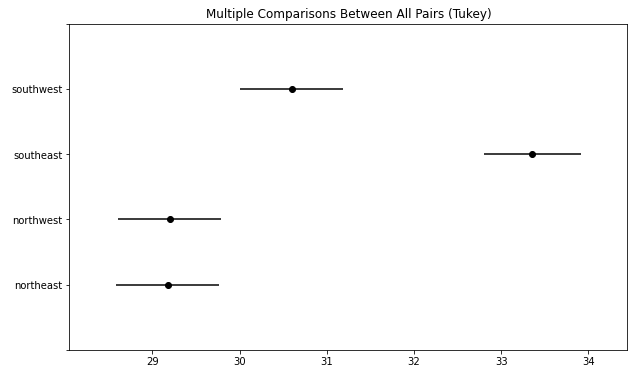 Multiple Comparisons Between All Pairs (Tukey)
southwest
southeast
northwest
northeast
29 30 31 32 33 34